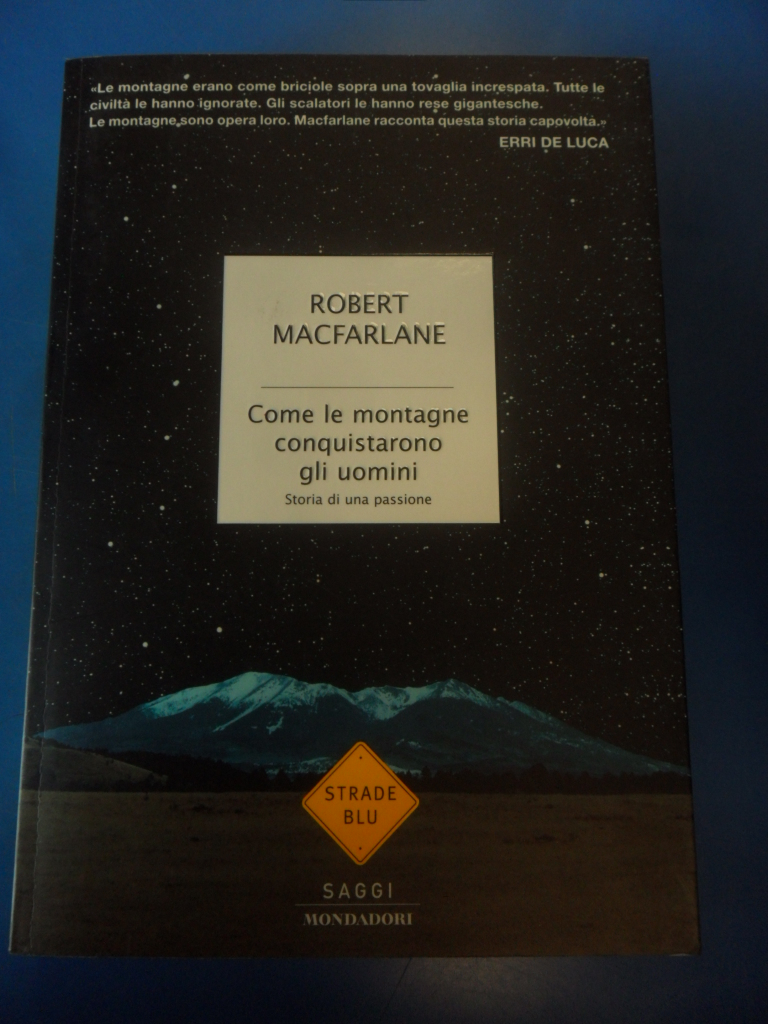 «Le montagne erano come briciole sopra una tovaglia increspata. Tutte le
civiltà le hanno ignorate. Gli scalatori le hanno rese gigantesche.
Le montagne sono opera loro. Macfarlane racconta questa storia capovolta.»
ERRI DE LUCA
ROBERT
MACFARLANE
Come le montagne
conquistarono
gli uomini
Storia di una passione
STRADE
BLU
SAGGI
MONDADORI